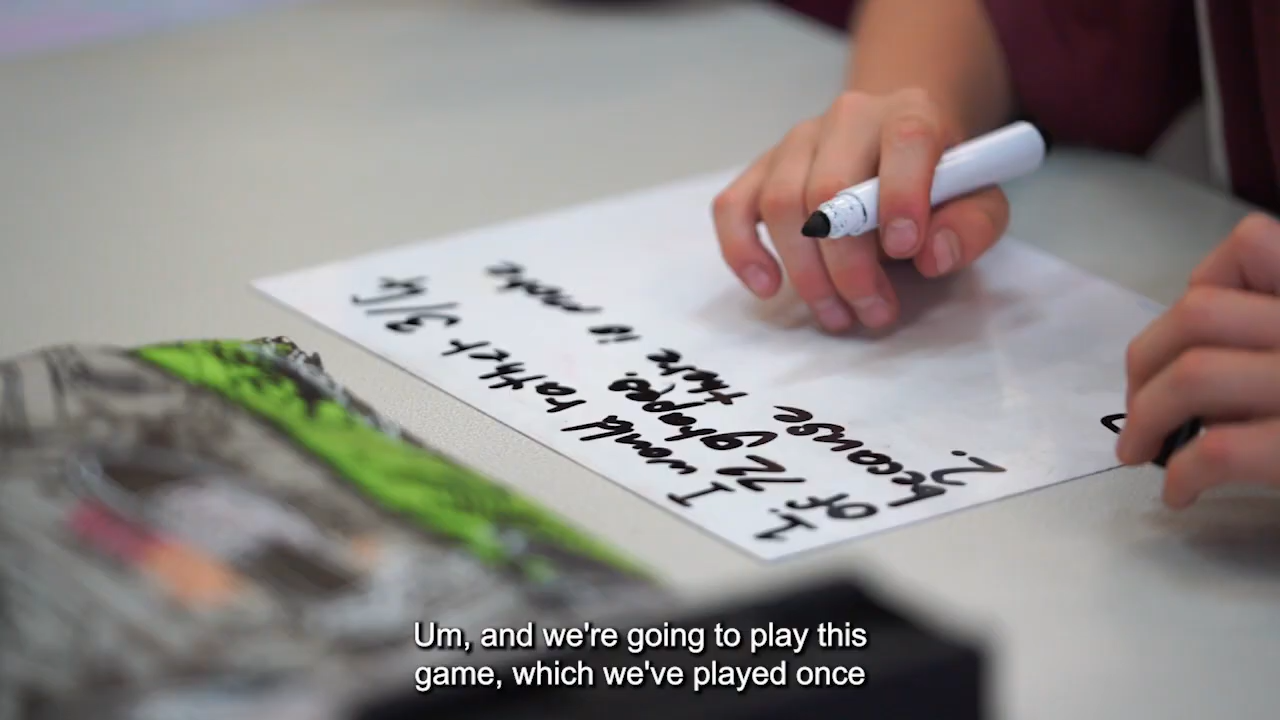 1. I would rather 3/4
of 72 grapes.
because there is more
2.
Um, and we're going to play this
game, which we've played once